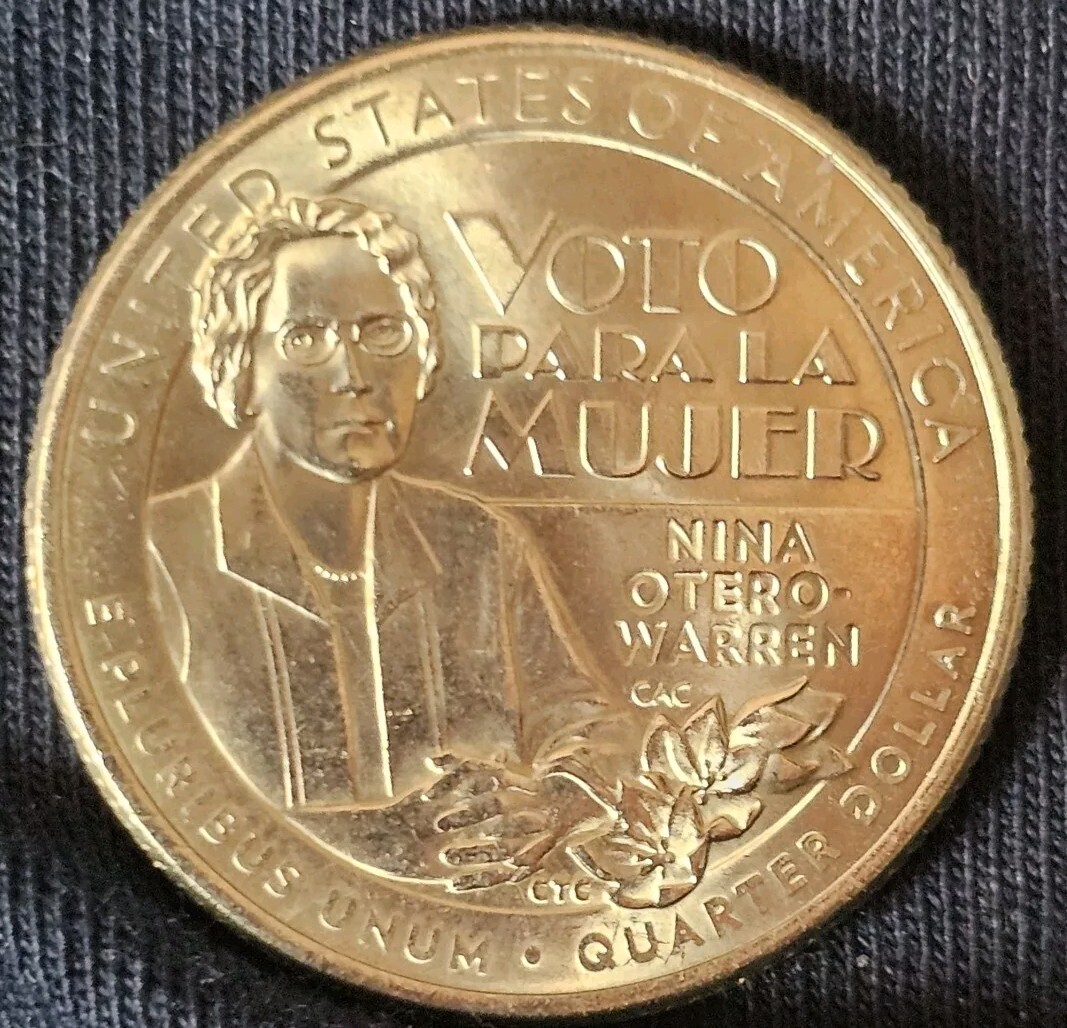 UNITED STATES OF AMERICA
VOTO
PARA LA
MUJER
NINA
OTERO-
WARREN
CAC
CTC
E·PLURIBUS UNUM • QUARTER DOLLAR